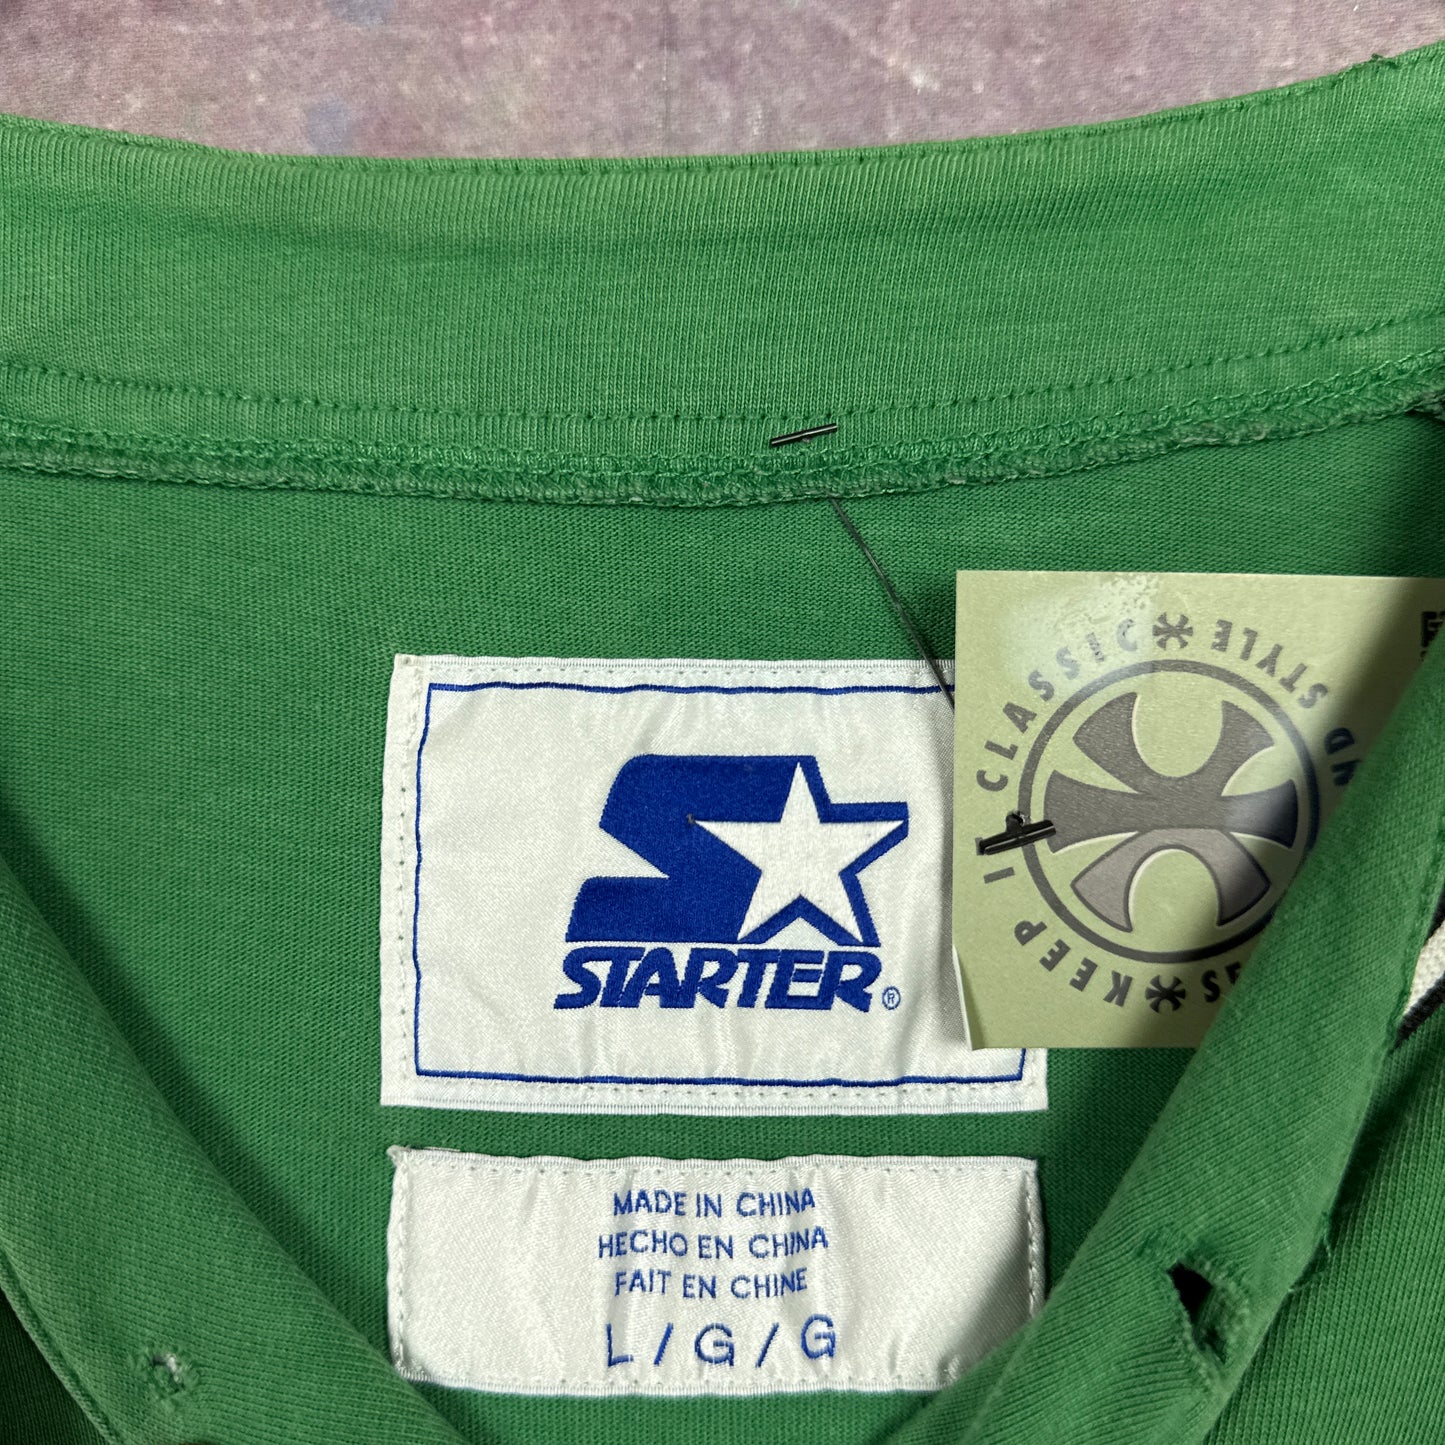 STARTER®
MADE IN CHINA
HECHO EN CHINA
FAIT EN CHINE
L / G / G
KEEP
CLASSIC
STYLE